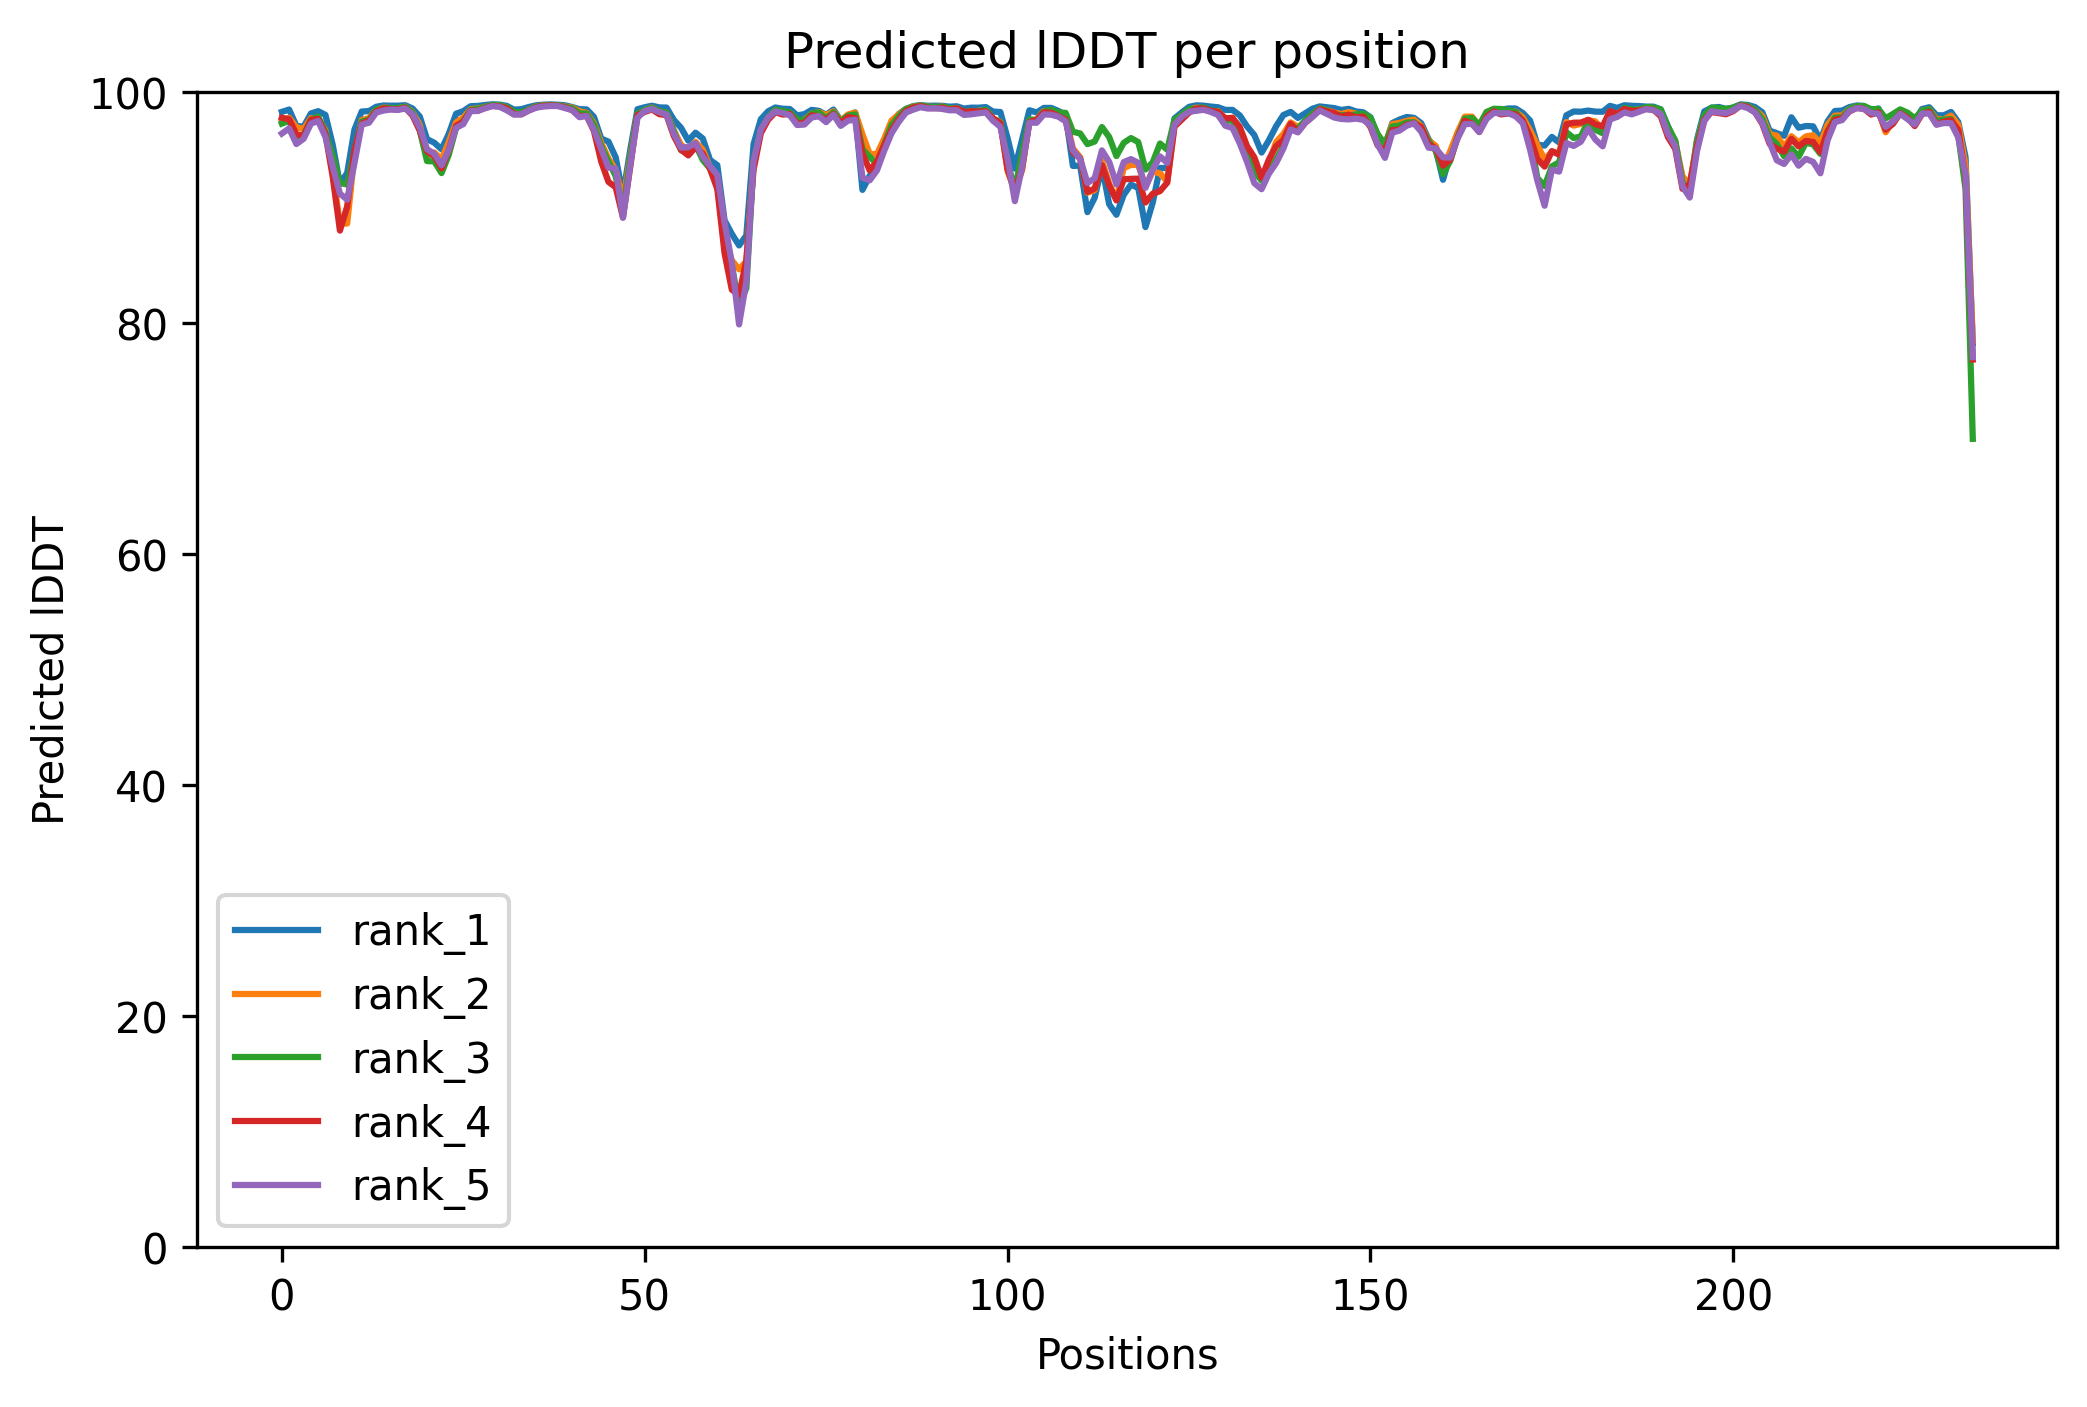 Predicted lDDT per position
100
80
60
40
20
0
Predicted lDDT
rank_1
rank_2
rank_3
rank_4
rank_5
0 50 100 150 200
Positions